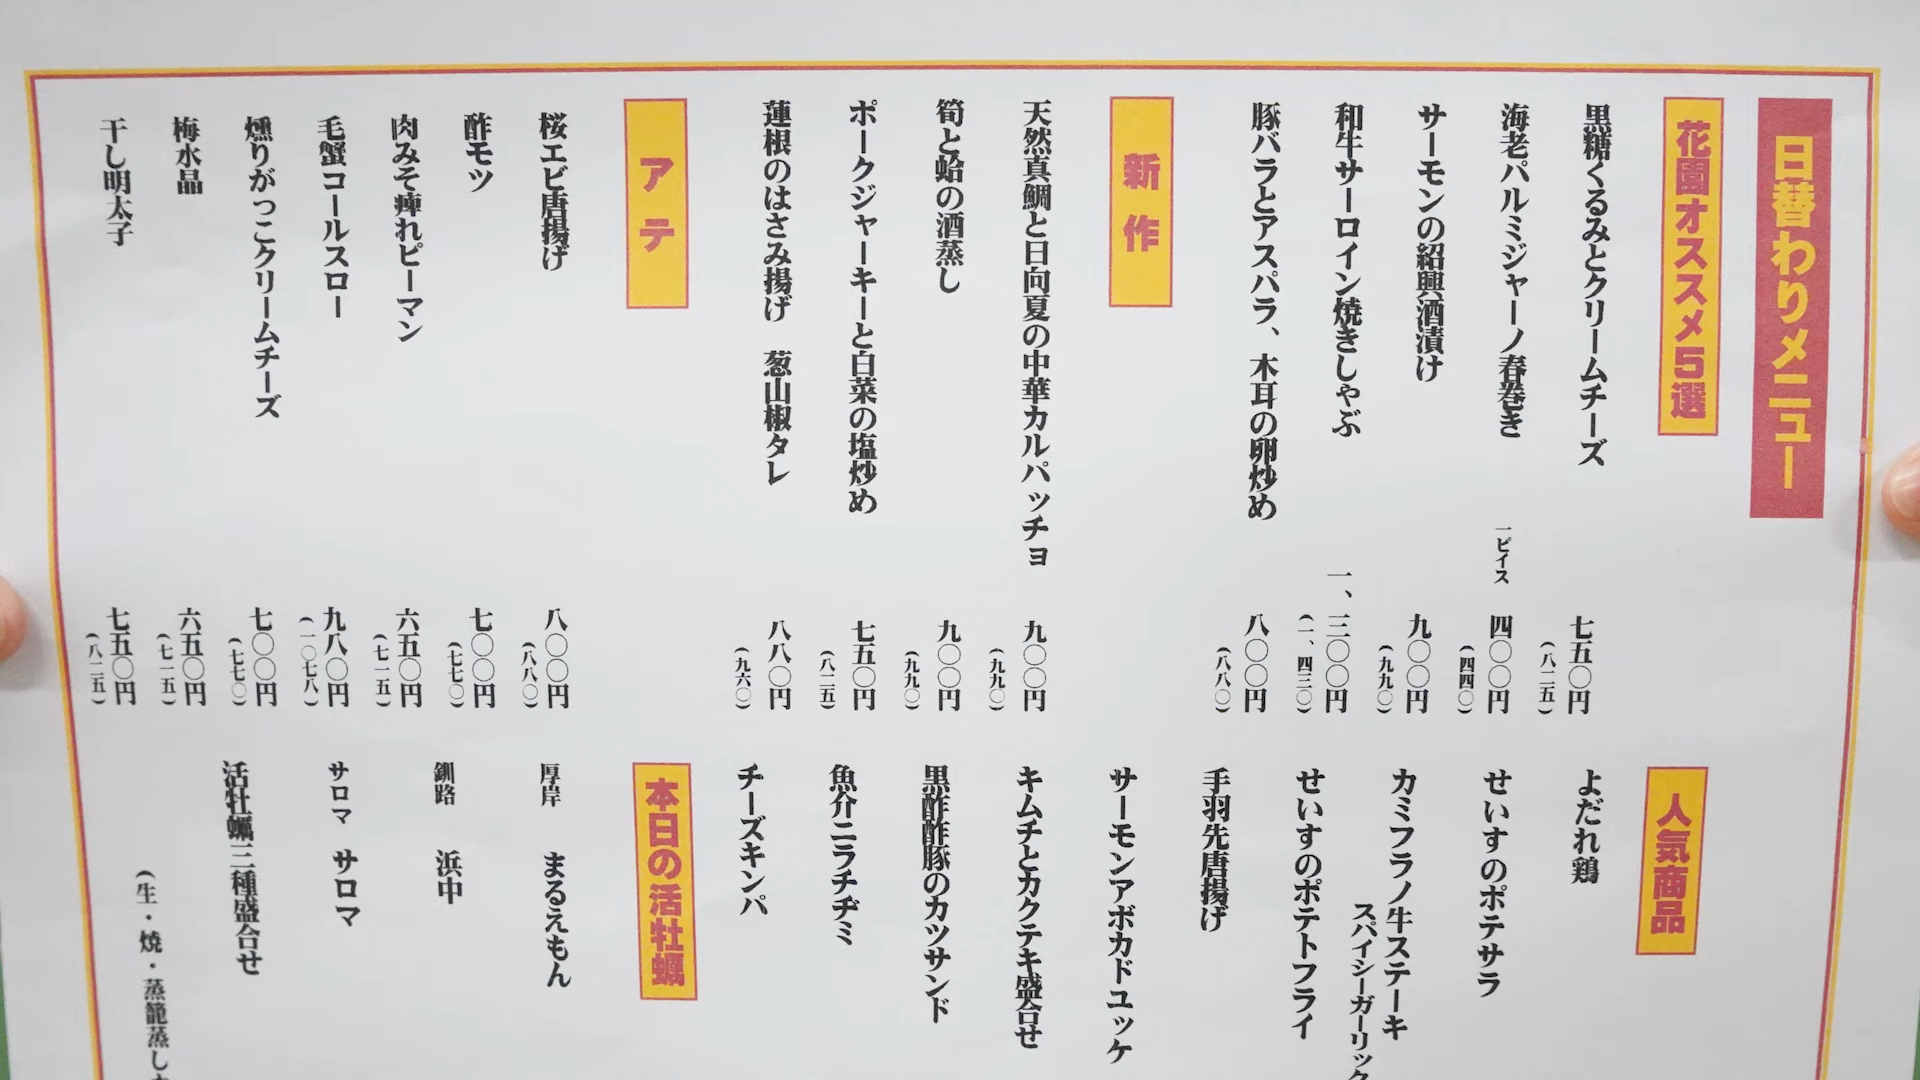 日替わりメニュー
花園オススメ5選
黒糖くるみとクリームチーズ
七五〇円
(八二五)
海老パルミジャーノ春巻き
一ピイス
四〇〇円
(四四〇)
サーモンの紹興酒漬け
九〇〇円
(九九〇)
和牛サーロイン焼きしゃぶ
一、三〇〇円
(一、四三〇)
豚バラとアスパラ、木耳の卵炒め
八〇〇円
(八八〇)
新作
天然真鯛と日向夏の中華カルパッチョ
九〇〇円
(九九〇)
筍と蛤の酒蒸し
九〇〇円
(九九〇)
ポークジャーキーと白菜の塩炒め
七五〇円
(八二五)
蓮根のはさみ揚げ 葱山椒タレ
八八〇円
(九六〇)
アテ
桜エビ唐揚げ
八〇〇円
(八八〇)
酢モツ
七〇〇円
(七七〇)
肉みそ痺れピーマン
六五〇円
(七一五)
毛蟹コールスロー
九八〇円
(一〇七八)
燻りがっこクリームチーズ
七〇〇円
(七七〇)
梅水晶
六五〇円
(七一五)
干し明太子
七五〇円
(八二五)
人気商品
よだれ鶏
せいすのポテサラ
カミフラノ牛ステーキ
スパイシーガーリック
せいすのポテトフライ
手羽先唐揚げ
サーモンアボカドユッケ
キムチとカクテキ盛合せ
黒酢酢豚のカツサンド
魚介ニラチヂミ
チーズキンパ
本日の活牡蠣
厚岸 まるえもん
釧路 浜中
サロマ サロマ
活牡蠣三種盛合せ
(生・焼・蒸籠蒸し